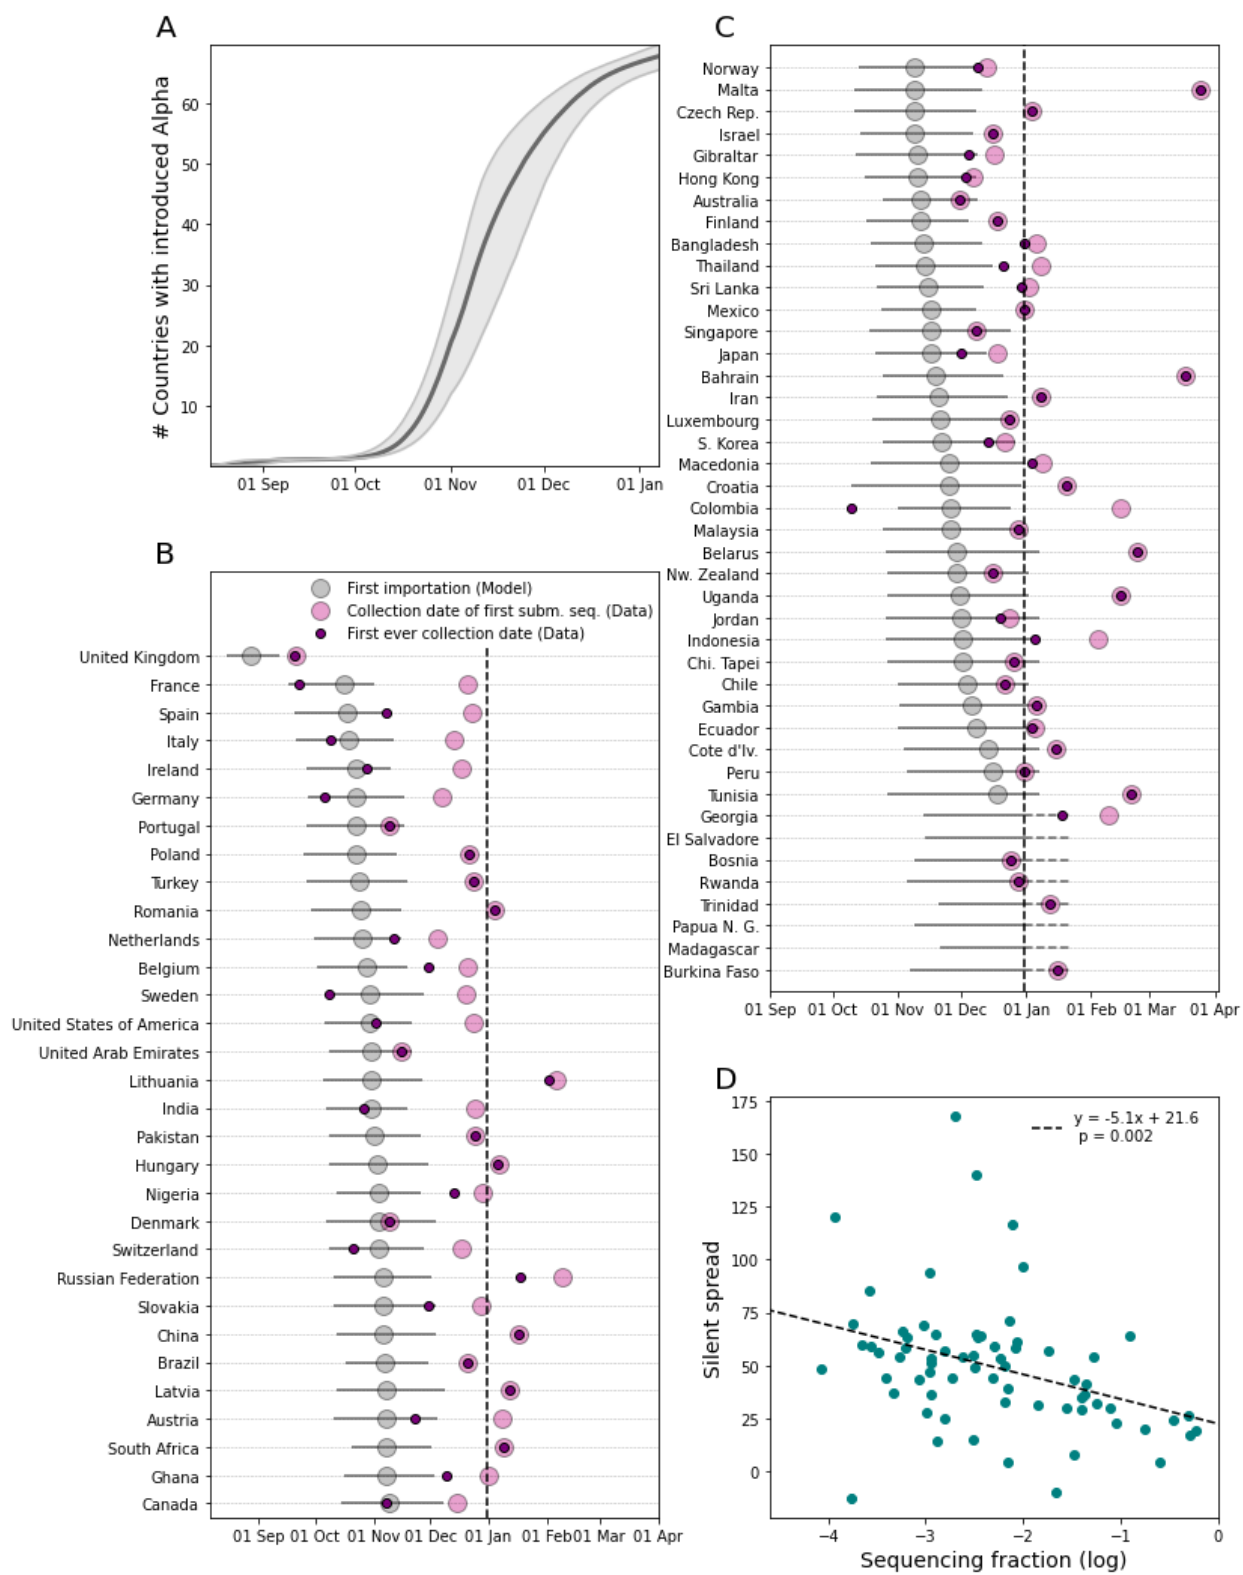 A
# Countries with introduced Alpha
60
50
40
30
20
10
01 Sep 01 Oct 01 Nov 01 Dec 01 Jan
B
First importation (Model)
Collection date of first subm. seq. (Data)
First ever collection date (Data)
United Kingdom
France
Spain
Italy
Ireland
Germany
Portugal
Poland
Turkey
Romania
Netherlands
Belgium
Sweden
United States of America
United Arab Emirates
Lithuania
India
Pakistan
Hungary
Nigeria
Denmark
Switzerland
Russian Federation
Slovakia
China
Brazil
Latvia
Austria
South Africa
Ghana
Canada
01 Sep 01 Oct 01 Nov 01 Dec 01 Jan 01 Feb 01 Mar 01 Apr
C
Norway
Malta
Czech Rep.
Israel
Gibraltar
Hong Kong
Australia
Finland
Bangladesh
Thailand
Sri Lanka
Mexico
Singapore
Japan
Bahrain
Iran
Luxembourg
S. Korea
Macedonia
Croatia
Colombia
Malaysia
Belarus
Nw. Zealand
Uganda
Jordan
Indonesia
Chi. Tapei
Chile
Gambia
Ecuador
Cote d'Iv.
Peru
Tunisia
Georgia
El Salvadore
Bosnia
Rwanda
Trinidad
Papua N. G.
Madagascar
Burkina Faso
01 Sep 01 Oct 01 Nov 01 Dec 01 Jan 01 Feb 01 Mar 01 Apr
D
Silent spread
175
150
125
100
75
50
25
0
y = -5.1x + 21.6
p = 0.002
−4 −3 −2 −1 0
Sequencing fraction (log)